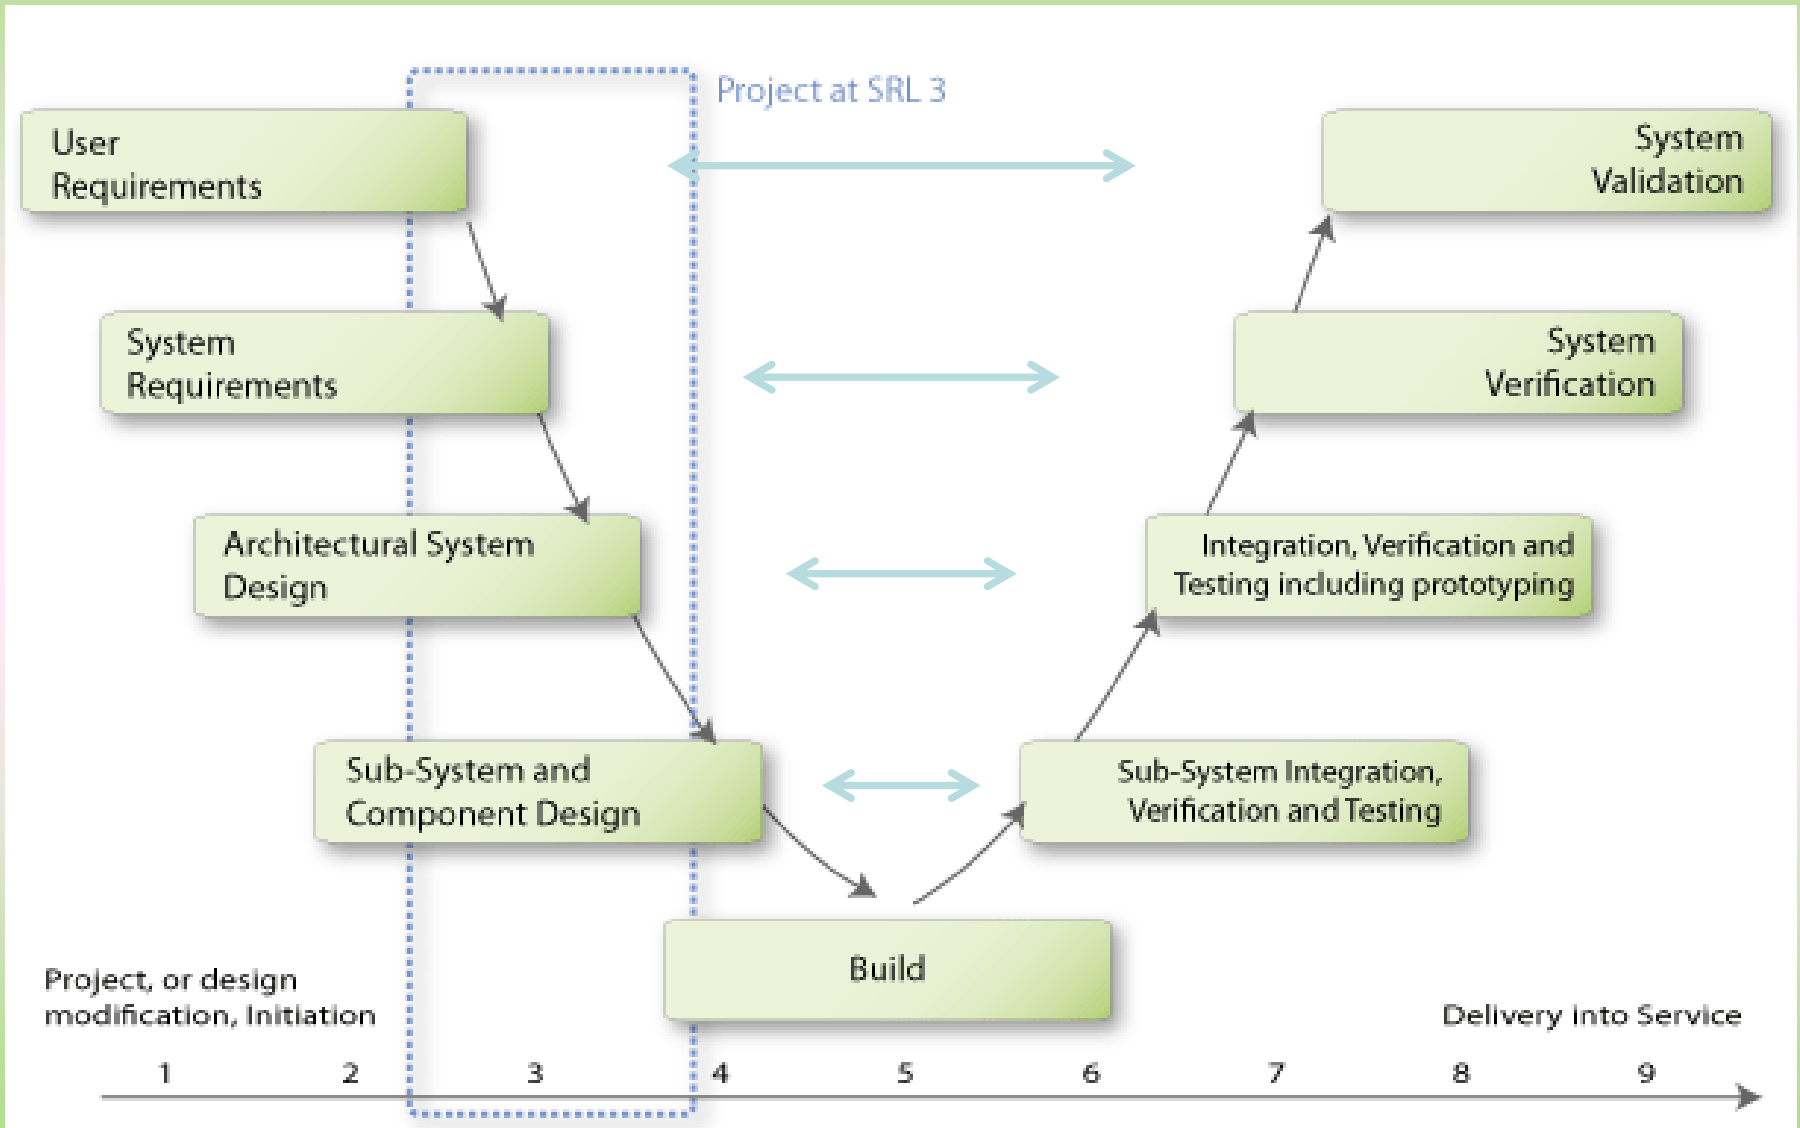 Project at SRL 3
User
Requirements
System
Validation
System
Requirements
System
Verification
Architectural System
Design
Integration, Verification and
Testing including prototyping
Sub-System and
Component Design
Sub-System Integration,
Verification and Testing
Build
Project, or design
modification, Initiation
Delivery into Service
1 2 3 4 5 6 7 8 9